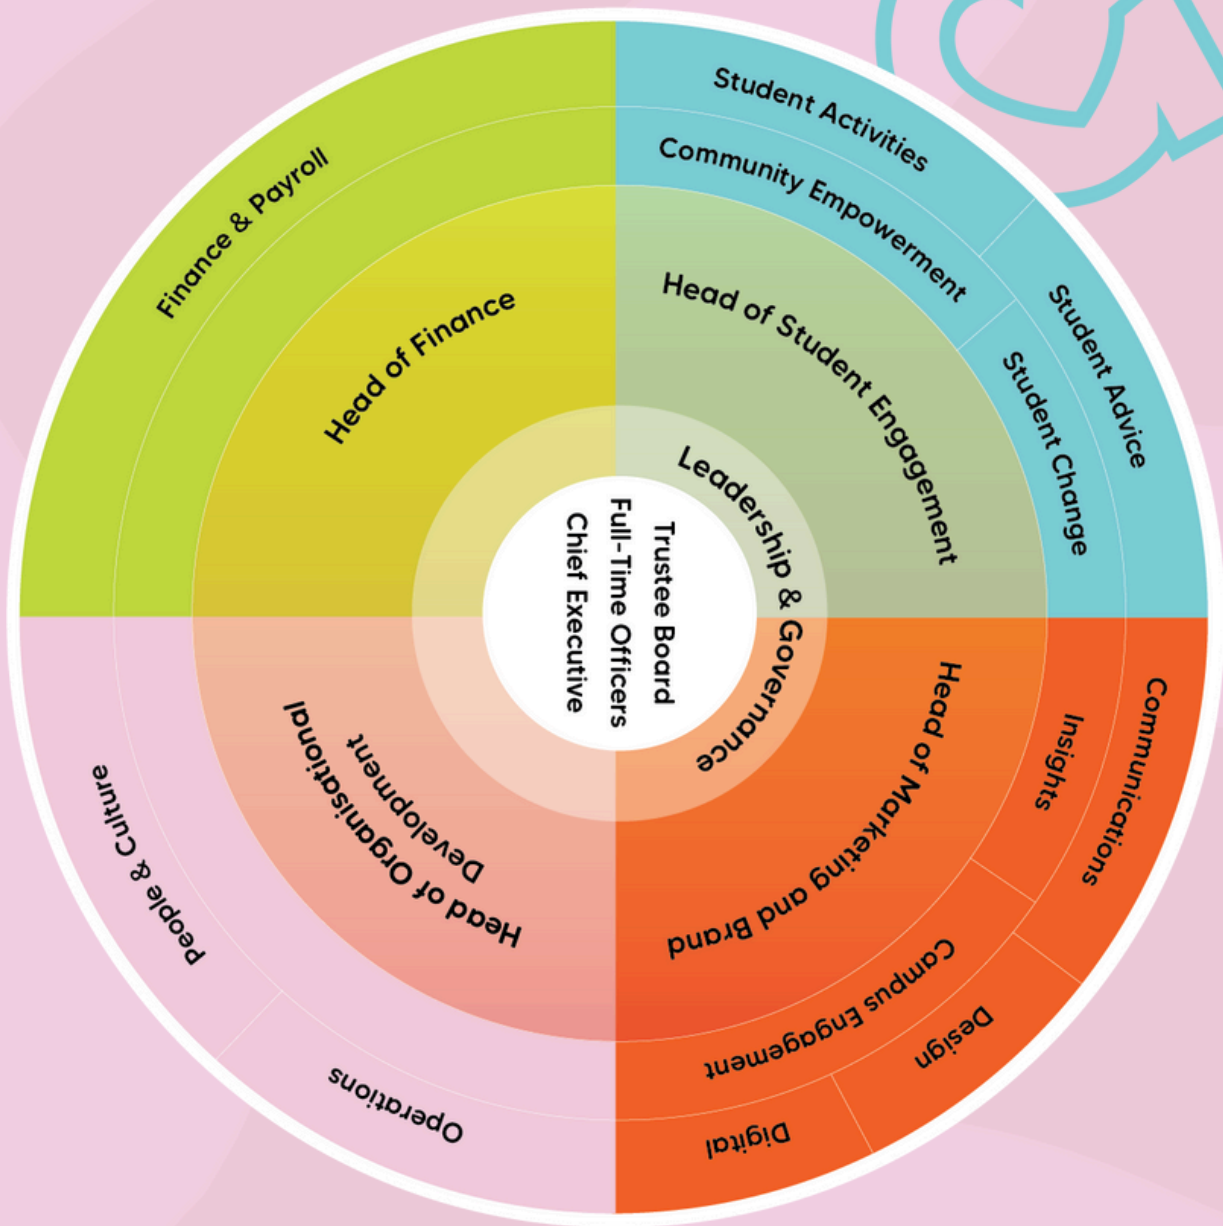 Trustee Board
Full-Time Officers
Chief Executive
Leadership & Governance
Head of Student Engagement
Community Empowerment
Student Change
Student Activities
Student Advice
Head of Marketing and Brand
Insights
Campus Engagement
Communications
Design
Digital
Head of Organisational
Development
Operations
People & Culture
Head of Finance
Finance & Payroll